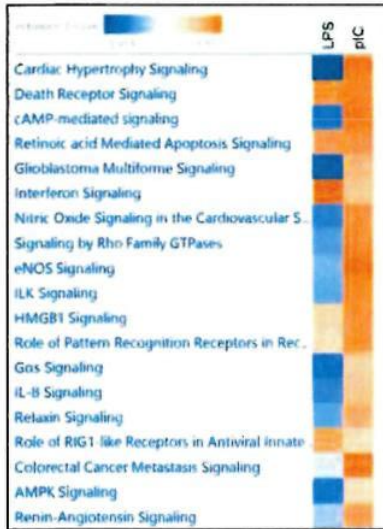 LPS
pIC
Cardiac Hypertrophy Signaling
Death Receptor Signaling
cAMP-mediated signaling
Retinoic acid Mediated Apoptosis Signaling
Glioblastoma Multiforme Signaling
Interferon Signaling
Nitric Oxide Signaling in the Cardiovascular S...
Signaling by Rho Family GTPases
eNOS Signaling
ILK Signaling
HMGB1 Signaling
Role of Pattern Recognition Receptors in Rec...
Gαs Signaling
IL-8 Signaling
Relaxin Signaling
Role of RIG1-like Receptors in Antiviral Innate ...
Colorectal Cancer Metastasis Signaling
AMPK Signaling
Renin-Angiotensin Signaling